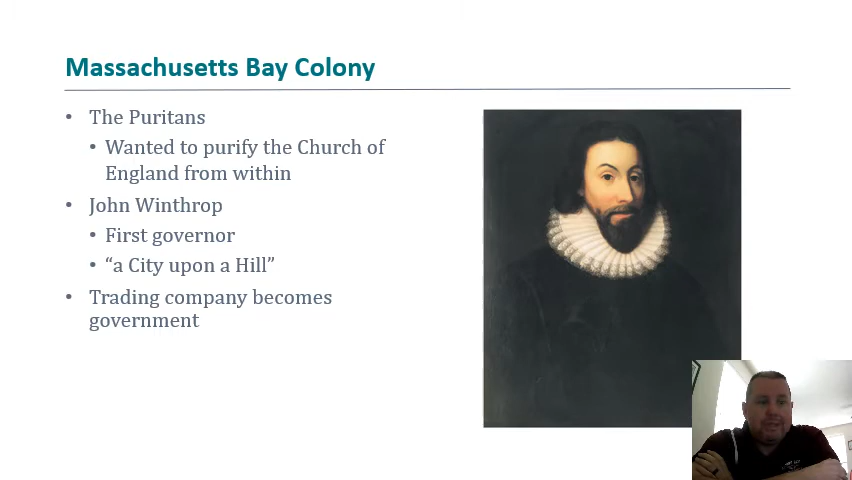 Massachusetts Bay Colony
• The Puritans
• Wanted to purify the Church of
England from within
• John Winthrop
• First governor
• “a City upon a Hill”
• Trading company becomes
government